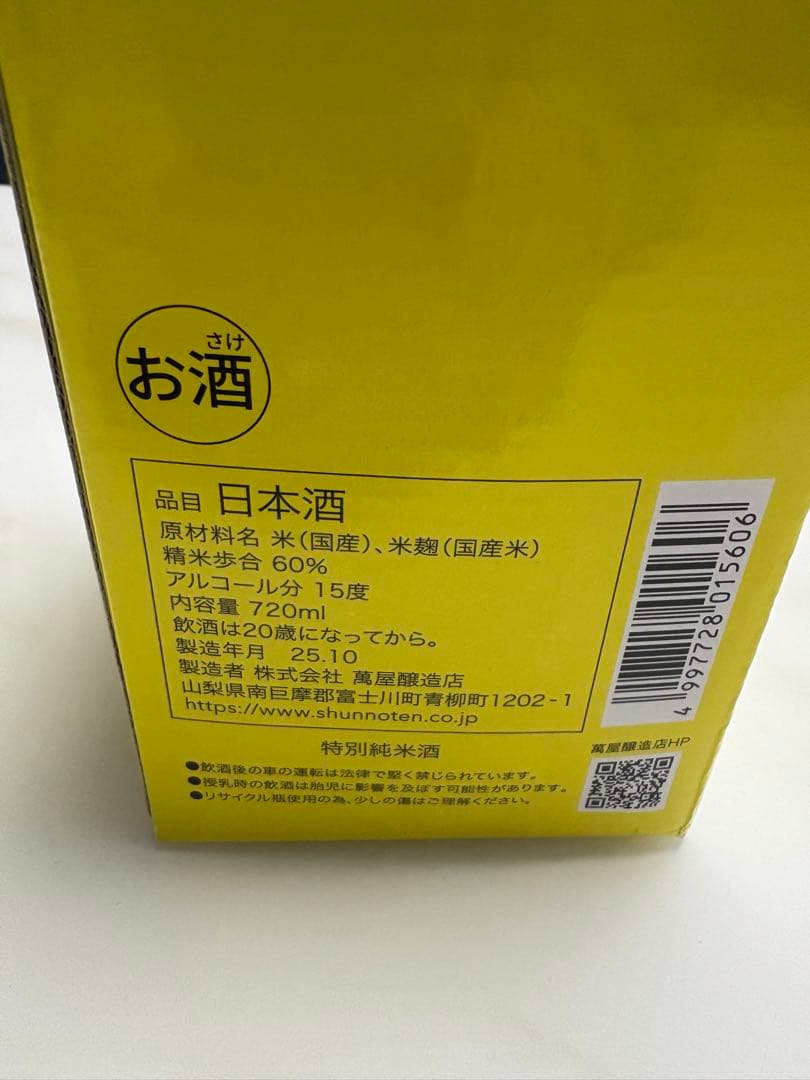 さけ
お酒
品目 日本酒
原材料名 米(国産)、米麹(国産米)
精米歩合 60%
アルコール分 15度
内容量 720ml
飲酒は20歳になってから。
製造年月 25.10
製造者 株式会社 萬屋醸造店
山梨県南巨摩郡富士川町青柳町1202-1
https://www.shunnoten.co.jp
4 997728 015606
特別純米酒
萬屋醸造店HP
●飲酒後の車の運転は法律で堅く禁じられています。
●授乳時の飲酒は胎児に影響を及ぼす可能性があります。
●リサイクル瓶使用の為、少しの傷はご理解ください。